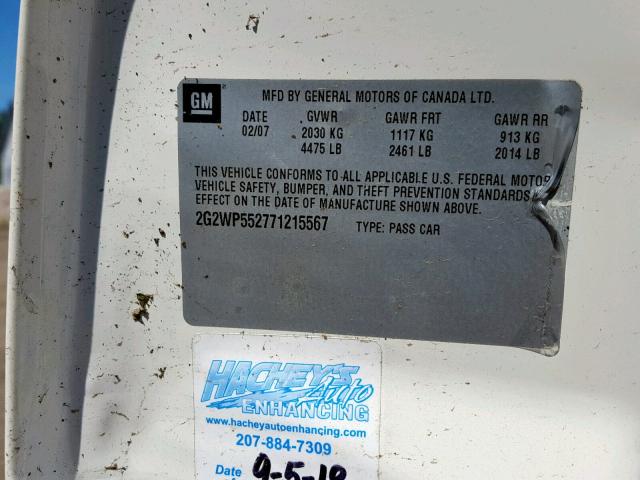 GM
MFD BY GENERAL MOTORS OF CANADA LTD.
DATE GVWR GAWR FRT GAWR RR
02/07 2030 KG 1117 KG 913 KG
4475 LB 2461 LB 2014 LB
THIS VEHICLE CONFORMS TO ALL APPLICABLE U.S. FEDERAL MOTOR
VEHICLE SAFETY, BUMPER, AND THEFT PREVENTION STANDARDS
EFFECT ON THE DATE OF MANUFACTURE SHOWN ABOVE.
2G2WP552771215567 TYPE: PASS CAR
HACHEY'S
Auto
ENHANCING
www.hacheyautoenhancing.com
207-884-7309
Date 9-5-18